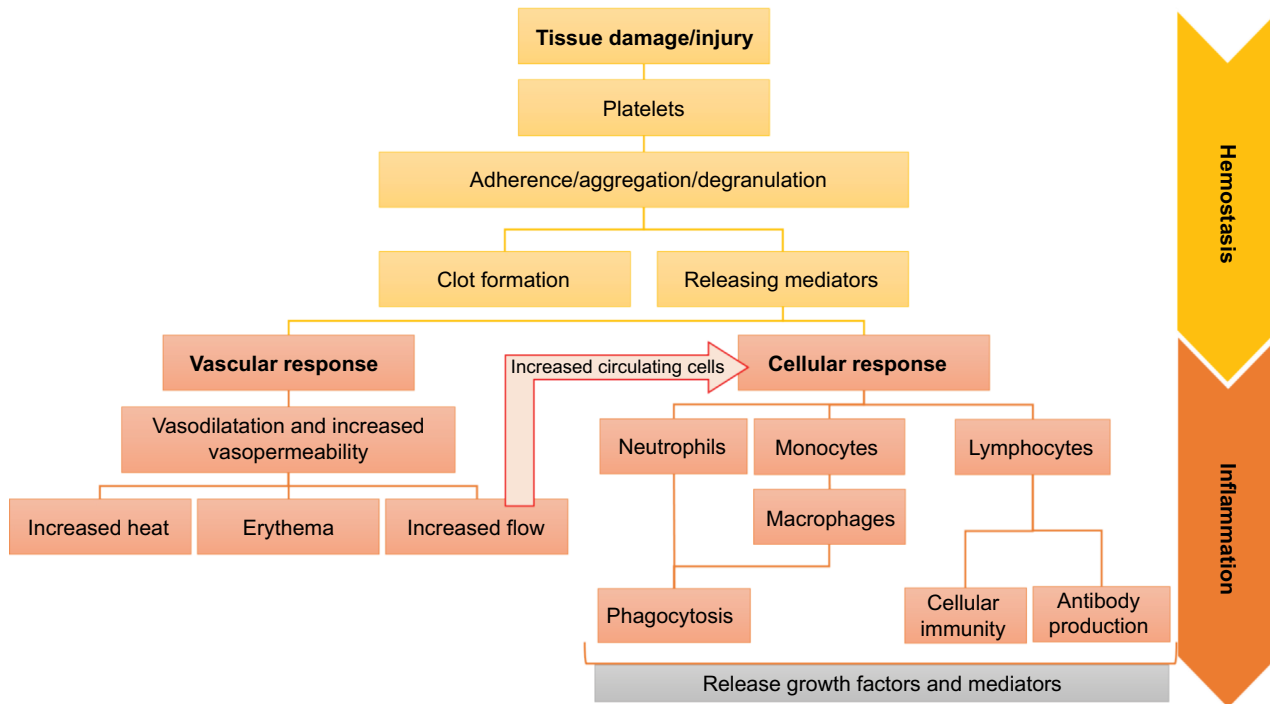 Tissue damage/injury
Platelets
Adherence/aggregation/degranulation
Clot formation
Releasing mediators
Vascular response
Increased circulating cells
Cellular response
Vasodilatation and increased
vasopermeability
Neutrophils
Monocytes
Lymphocytes
Increased heat
Erythema
Increased flow
Macrophages
Phagocytosis
Cellular
immunity
Antibody
production
Release growth factors and mediators
Hemostasis
Inflammation